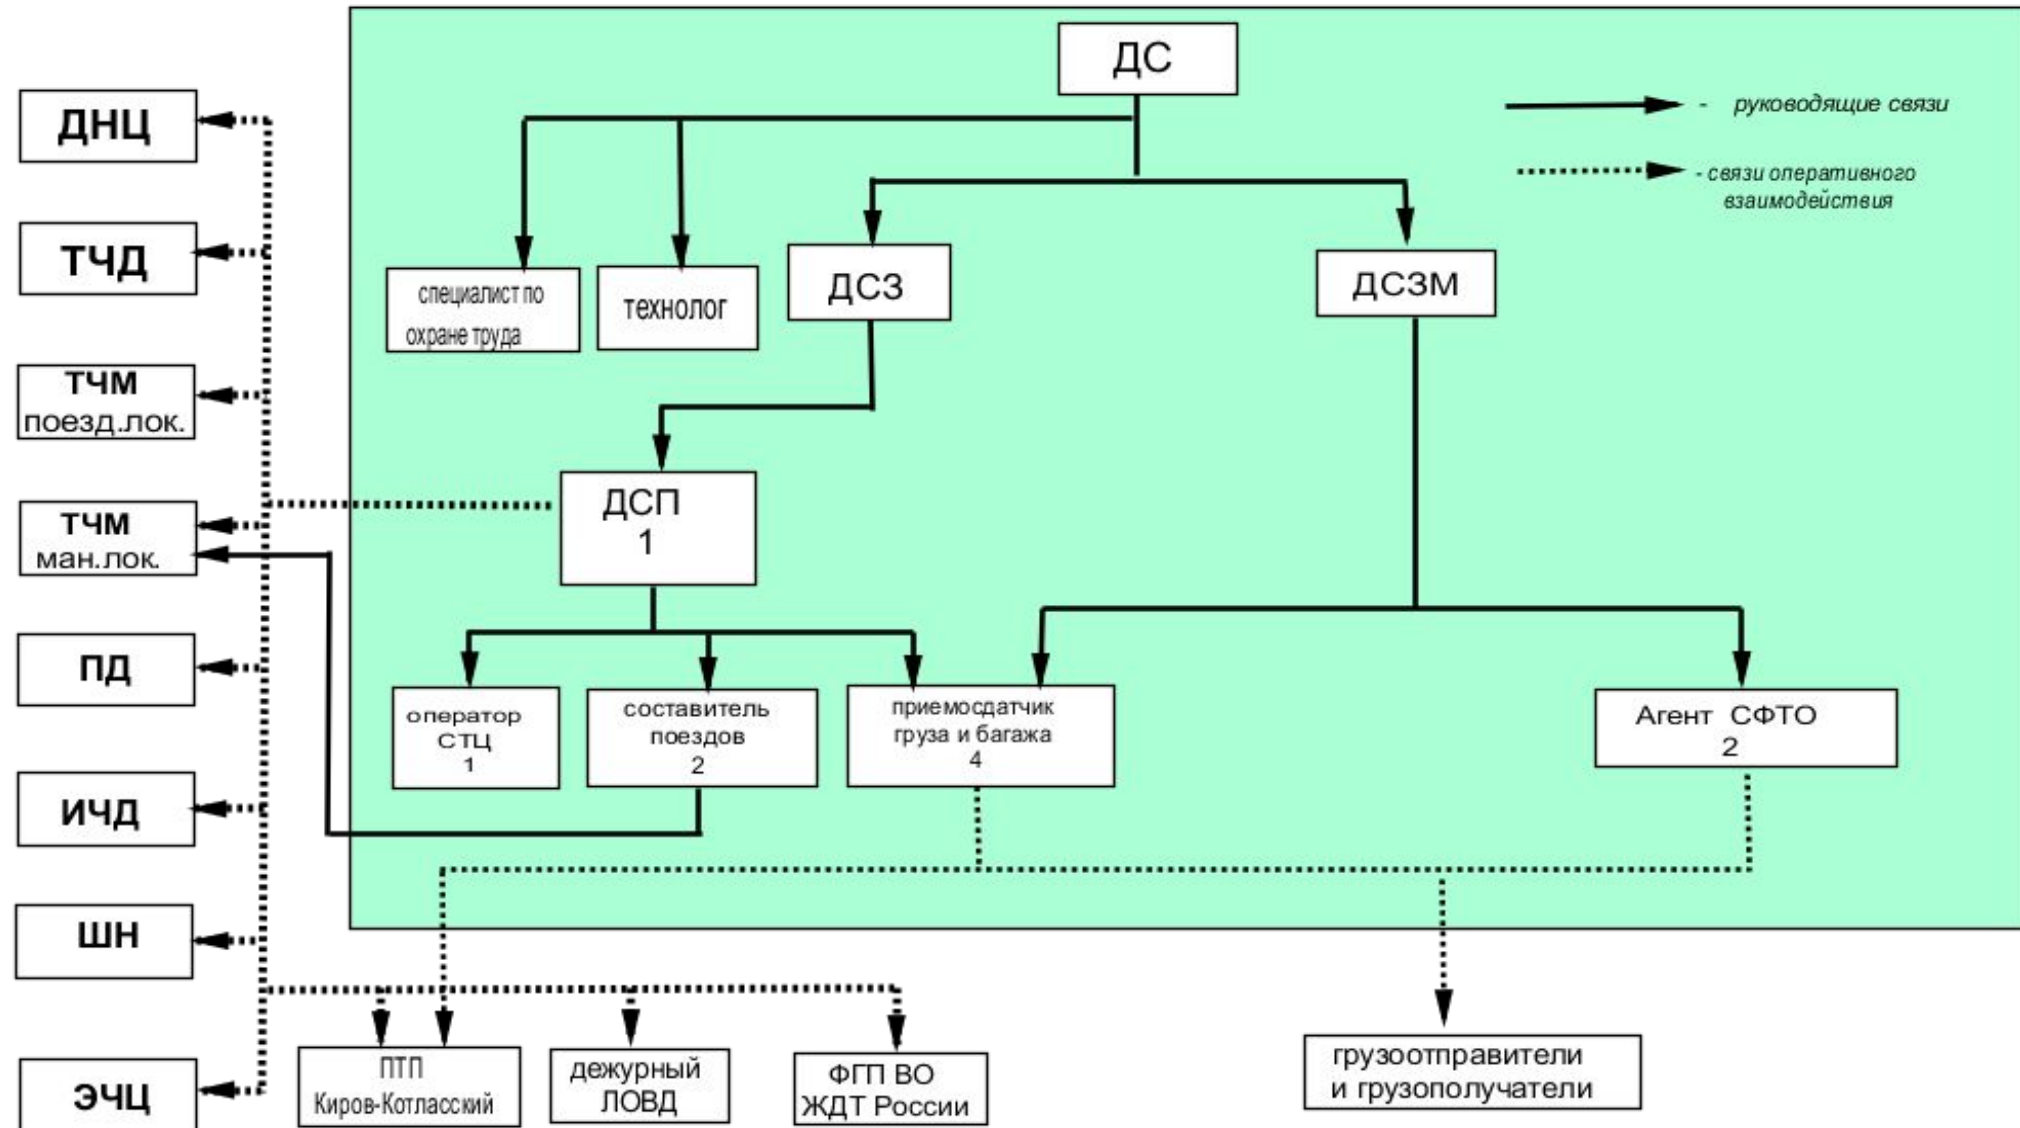 ДС
- руководящие связи
- связи оперативного
взаимодействия
ДНЦ
ТЧД
ТЧМ
поезд.лок.
ТЧМ
ман.лок.
ПД
ИЧД
ШН
ЭЧЦ
специалист по
охране труда
технолог
ДСЗ
ДСЗМ
ДСП
1
оператор
СТЦ
1
составитель
поездов
2
приемосдатчик
груза и багажа
4
Агент СФТО
2
ПТП
Киров-Котласский
дежурный
ЛОВД
ФГП ВО
ЖДТ России
грузоотправители
и грузополучатели